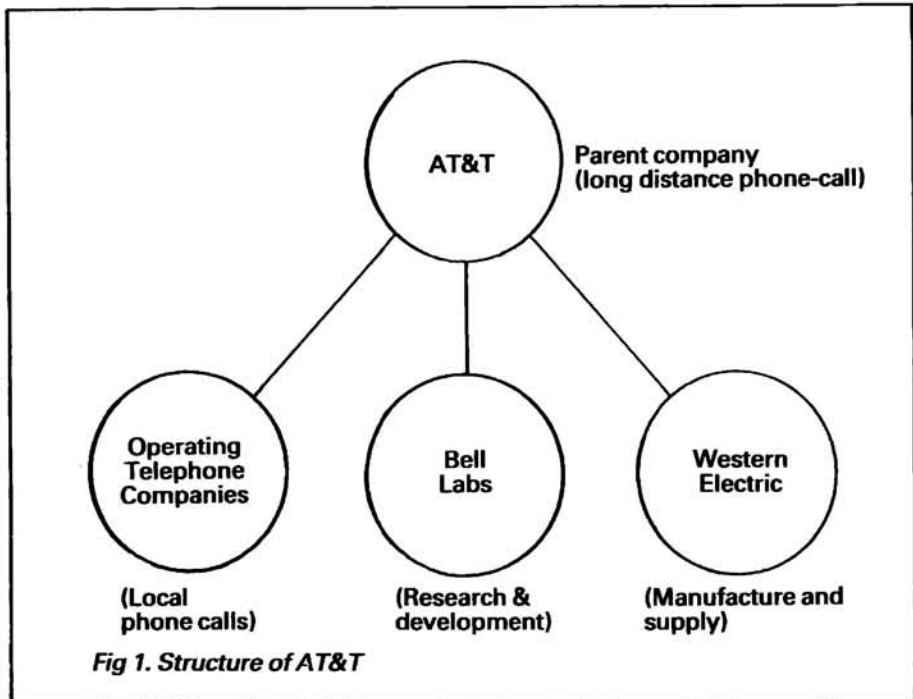 AT&T
Parent company
(long distance phone-call)
Operating
Telephone
Companies
Bell
Labs
Western
Electric
(Local
phone calls)
(Research &
development)
(Manufacture and
supply)
Fig 1. Structure of AT&T